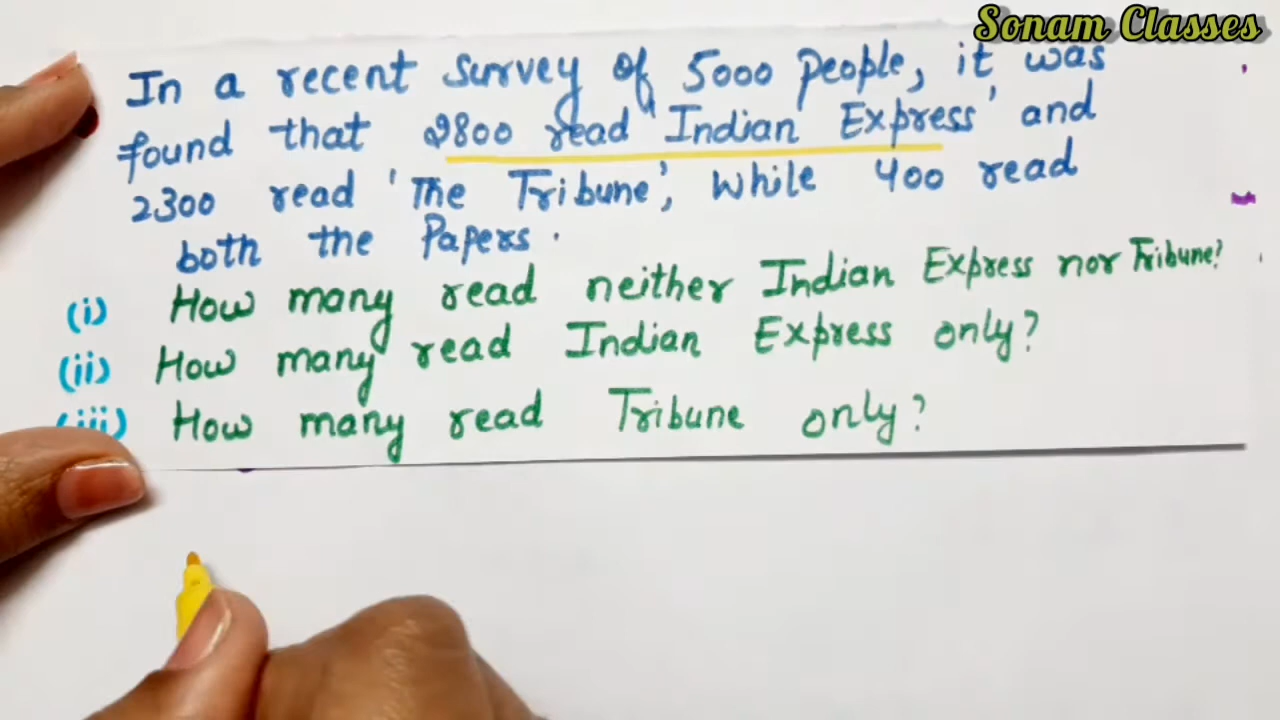 Sonam Classes
In a recent survey of 5000 people, it was
found that 2800 read 'Indian Express' and
2300 read 'The Tribune', While 400 read
both the Papers.
(i) How many read neither Indian Express nor Tribune?
(ii) How many read Indian Express only?
(iii) How many read Tribune only?